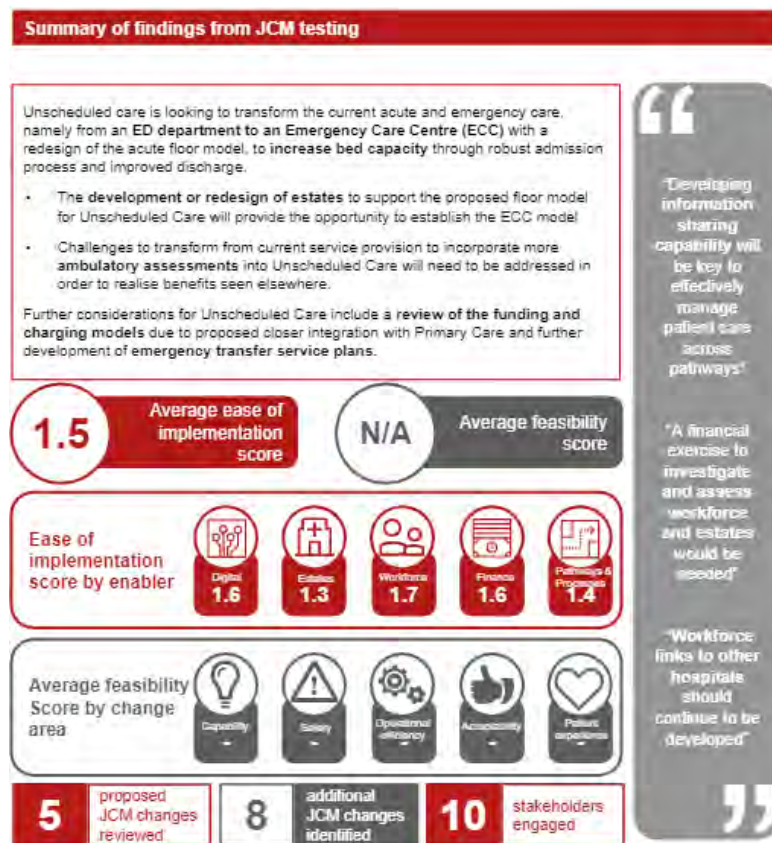 Summary of findings from JCM testing
Unscheduled care is looking to transform the current acute and emergency care,
namely from an ED department to an Emergency Care Centre (ECC) with a
redesign of the acute floor model, to increase bed capacity through robust admission
process and improved discharge.
• The development or redesign of estates to support the proposed floor model
for Unscheduled Care will provide the opportunity to establish the ECC model
• Challenges to transform from current service provision to incorporate more
ambulatory assessments into Unscheduled Care will need to be addressed in
order to realise benefits seen elsewhere.
Further considerations for Unscheduled Care include a review of the funding and
charging models due to proposed closer integration with Primary Care and further
development of emergency transfer service plans.
1.5
Average ease of
implementation
score
N/A
Average feasibility
score
Ease of
implementation
score by enabler
Digital
1.6
Estates
1.3
Workforce
1.7
Finance
1.6
Pathways &
Processes
1.4
Average feasibility
Score by change
area
Capability
-
Safety
-
Operational
efficiency
-
Acceptability
-
Patient
experience
-
5
proposed
JCM changes
reviewed
8
additional
JCM changes
identified
10
stakeholders
engaged
“
"Developing
information
sharing
capability will
be key to
effectively
manage
patient care
across
pathways"
"A financial
exercise to
investigate
and assess
workforce
and estates
would be
needed"
"Workforce
links to other
hospitals
should
continue to be
developed"
”